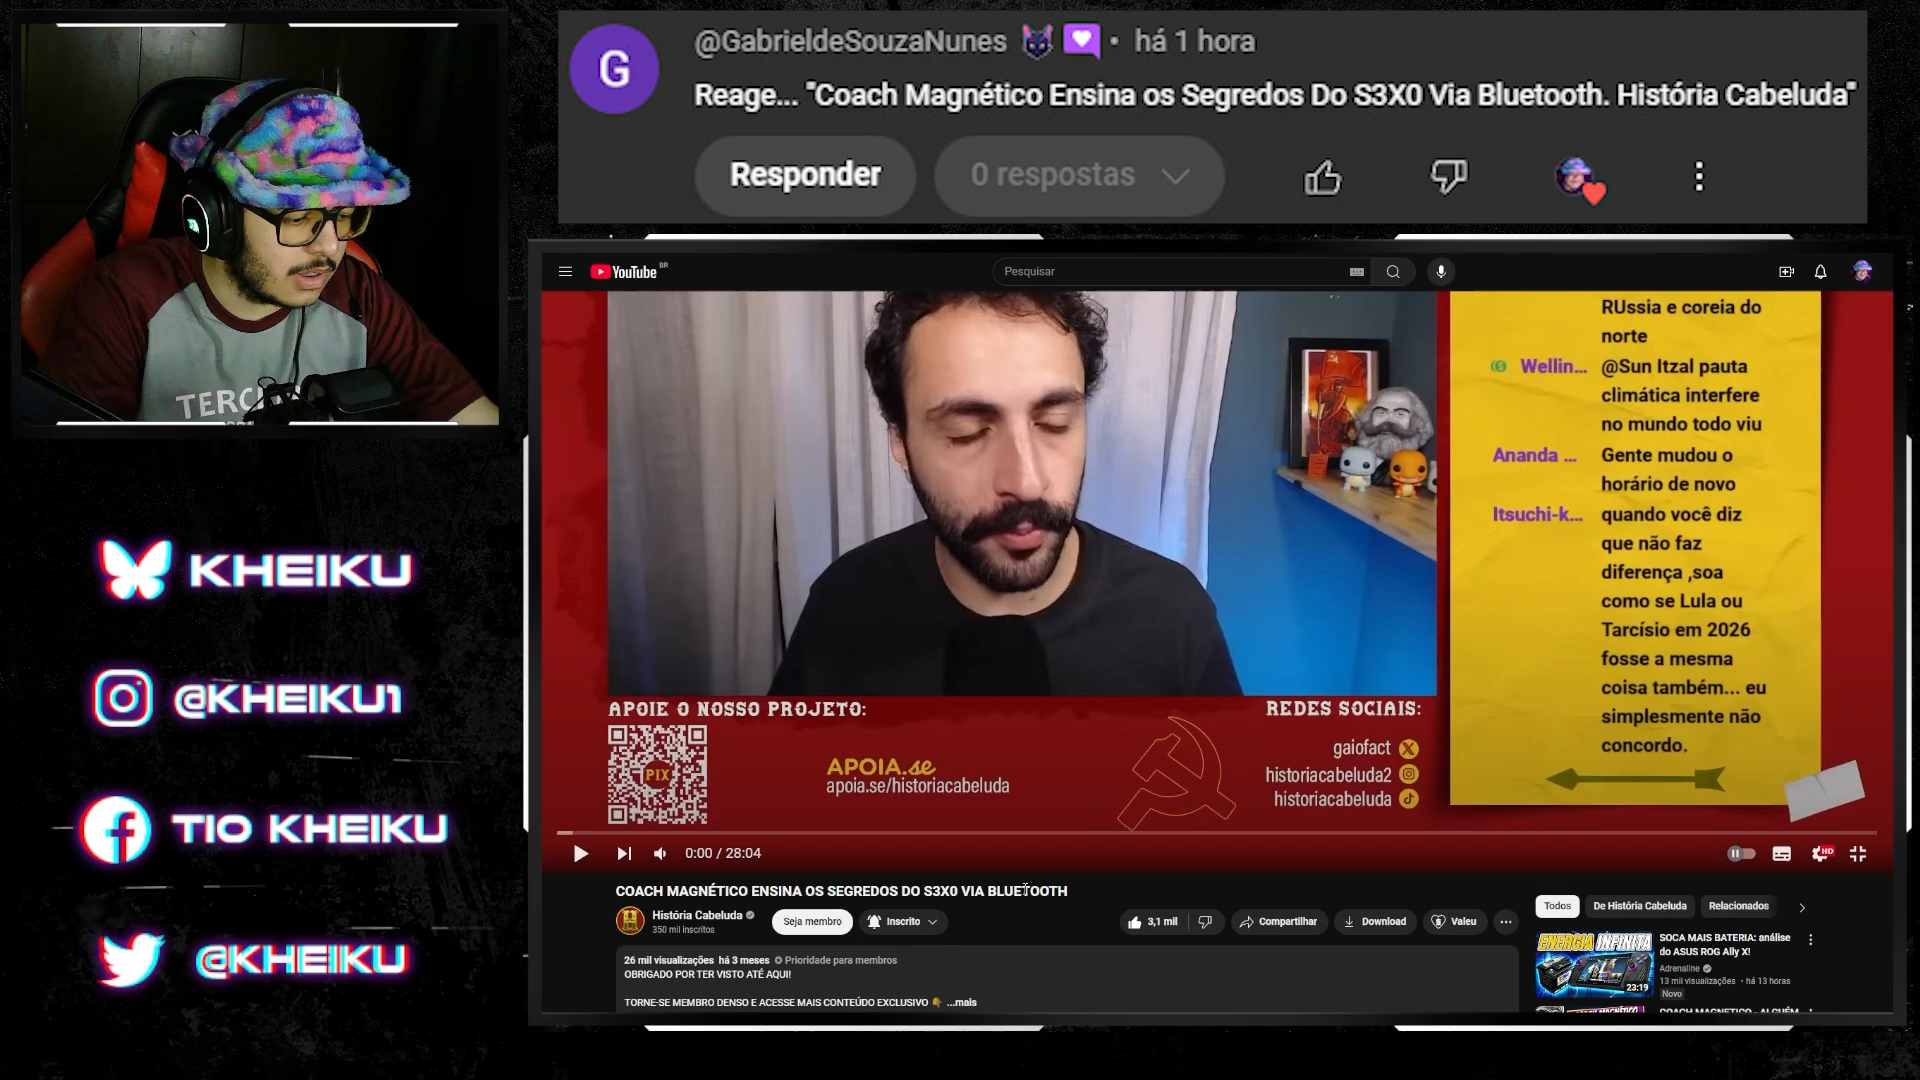 @GabrieldeSouzaNunes • há 1 hora
Reage... "Coach Magnético Ensina os Segredos Do S3X0 Via Bluetooth. História Cabeluda"
Responder
0 respostas
G
TERC
KHEIKU
@KHEIKU1
TIO KHEIKU
@KHEIKU
YouTube BR
Pesquisar
RUssia e coreia do
norte
Wellin... @Sun Itzal pauta
climática interfere
no mundo todo viu
Ananda ... Gente mudou o
horário de novo
Itsuchi-k... quando você diz
que não faz
diferença ,soa
como se Lula ou
Tarcísio em 2026
fosse a mesma
coisa também... eu
simplesmente não
concordo.
APOIE O NOSSO PROJETO:
PIX
APOIA.se
apoia.se/historiacabeluda
REDES SOCIAIS:
gaiofact
historiacabeluda2
historiacabeluda
0:00 / 28:04
HD
COACH MAGNÉTICO ENSINA OS SEGREDOS DO S3X0 VIA BLUETOOTH
História Cabeluda
350 mil inscritos
Seja membro
Inscrito
3,1 mil
Compartilhar
Download
Valeu
26 mil visualizações há 3 meses Prioridade para membros
OBRIGADO POR TER VISTO ATÉ AQUI!
TORNE-SE MEMBRO DENSO E ACESSE MAIS CONTEÚDO EXCLUSIVO ...mais
Todos
De História Cabeluda
Relacionados
ENERGIA INFINITA
23:19
SOCA MAIS BATERIA: análise
do ASUS ROG Ally X!
Adrenaline
13 mil visualizações • há 13 horas
Novo